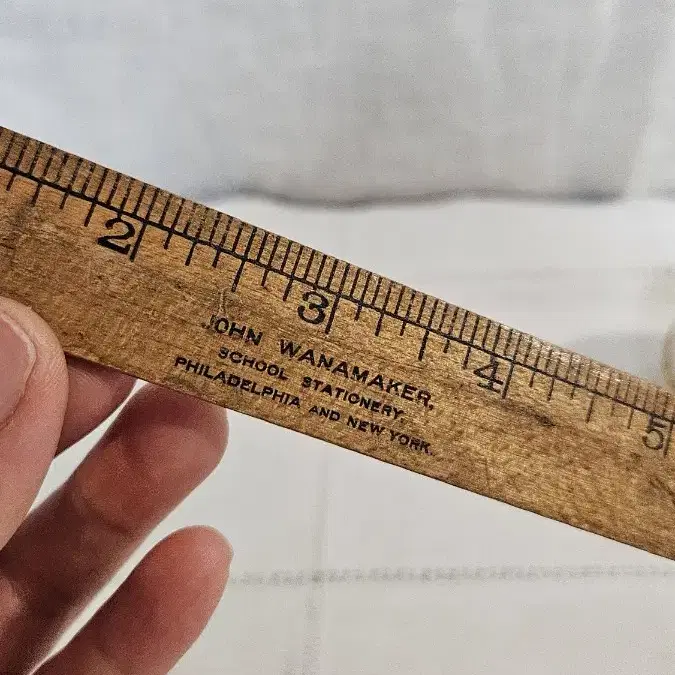 2 3 4 5
JOHN WANAMAKER,
SCHOOL STATIONERY,
PHILADELPHIA AND NEW YORK.